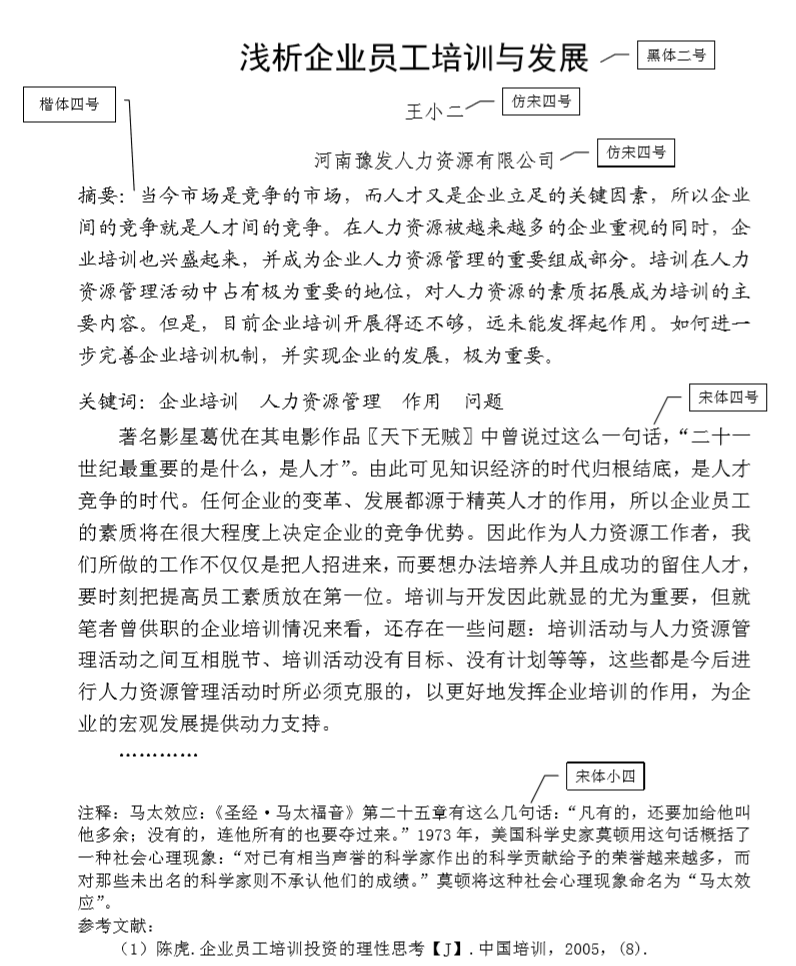 浅析企业员工培训与发展
黑体二号
楷体四号
王小二
仿宋四号
河南豫发人力资源有限公司
仿宋四号
摘要：当今市场是竞争的市场，而人才又是企业立足的关键因素，所以企业
间的竞争就是人才间的竞争。在人力资源被越来越多的企业重视的同时，企
业培训也兴盛起来，并成为企业人力资源管理的重要组成部分。培训在人力
资源管理活动中占有极为重要的地位，对人力资源的素质拓展成为培训的主
要内容。但是，目前企业培训开展得还不够，远未能发挥起作用。如何进一
步完善企业培训机制，并实现企业的发展，极为重要。
关键词：企业培训　人力资源管理　作用　问题
宋体四号
著名影星葛优在其电影作品〖天下无贼〗中曾说过这么一句话，“二十一
世纪最重要的是什么，是人才”。由此可见知识经济的时代归根结底，是人才
竞争的时代。任何企业的变革、发展都源于精英人才的作用，所以企业员工
的素质将在很大程度上决定企业的竞争优势。因此作为人力资源工作者，我
们所做的工作不仅仅是把人招进来，而要想办法培养人并且成功的留住人才，
要时刻把提高员工素质放在第一位。培训与开发因此就显的尤为重要，但就
笔者曾供职的企业培训情况来看，还存在一些问题：培训活动与人力资源管
理活动之间互相脱节、培训活动没有目标、没有计划等等，这些都是今后进
行人力资源管理活动时所必须克服的，以更好地发挥企业培训的作用，为企
业的宏观发展提供动力支持。
…………
宋体小四
注释：马太效应：《圣经·马太福音》第二十五章有这么几句话：“凡有的，还要加给他叫
他多余；没有的，连他所有的也要夺过来。”1973 年，美国科学史家莫顿用这句话概括了
一种社会心理现象：“对已有相当声誉的科学家作出的科学贡献给予的荣誉越来越多，而
对那些未出名的科学家则不承认他们的成绩。”莫顿将这种社会心理现象命名为“马太效
应”。
参考文献：
（1）陈虎.企业员工培训投资的理性思考【J】.中国培训，2005，(8).